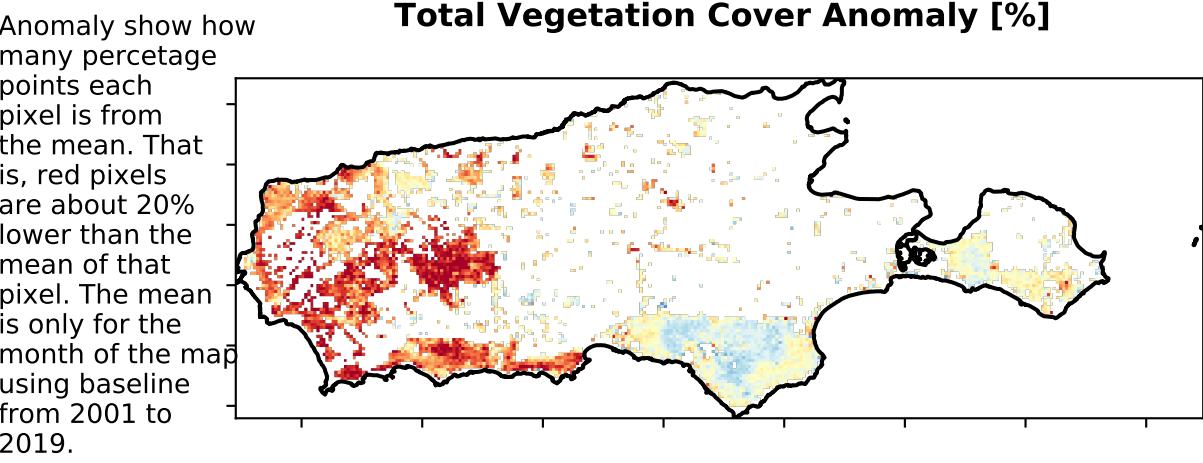 Total Vegetation Cover Anomaly [%]
Anomaly show how
many percetage
points each
pixel is from
the mean. That
is, red pixels
are about 20%
lower than the
mean of that
pixel. The mean
is only for the
month of the map
using baseline
from 2001 to
2019.